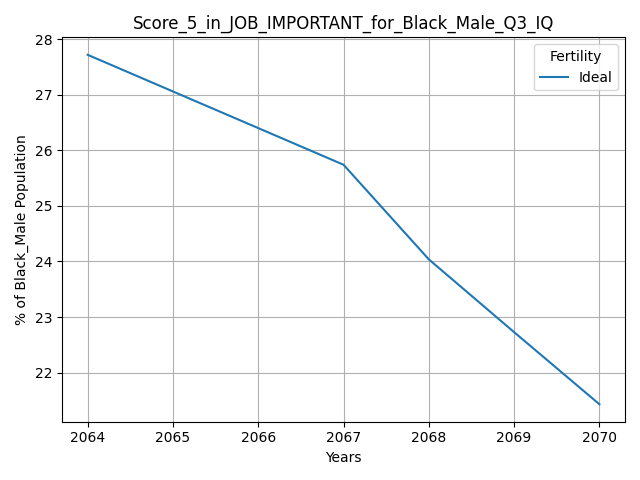 Score_5_in_JOB_IMPORTANT_for_Black_Male_Q3_IQ
28
27
26
25
24
23
22
% of Black_Male Population
Fertility
Ideal
2064 2065 2066 2067 2068 2069 2070
Years